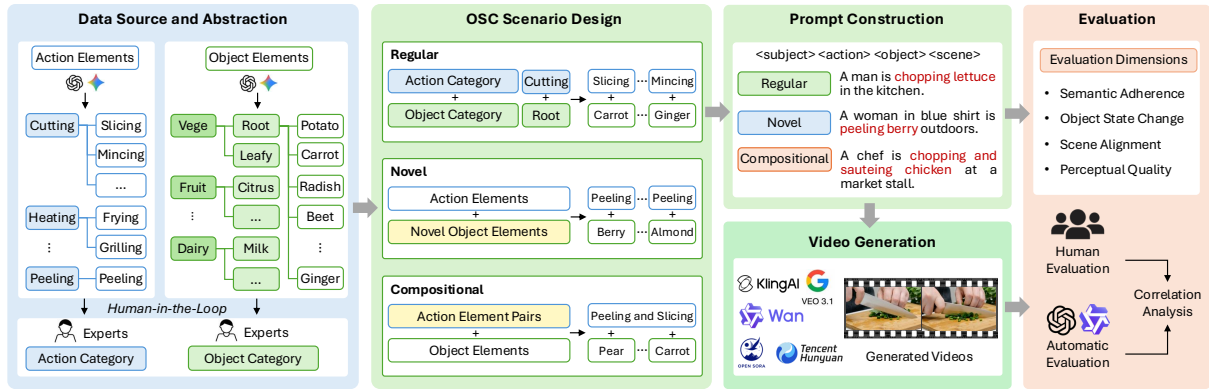 Data Source and Abstraction
Action Elements
Object Elements
Cutting
Slicing
Mincing
...
Heating
Frying
Grilling
⋮
Peeling
Peeling
Vege
Root
Leafy
Fruit
Citrus
...
⋮
Dairy
Milk
...
Potato
Carrot
Radish
Beet
⋮
Ginger
Human-in-the-Loop
Experts
Experts
Action Category
Object Category
OSC Scenario Design
Regular
Action Category
Cutting
+
Object Category
Root
Slicing ... Mincing
+ +
Carrot ... Ginger
Novel
Action Elements
+
Novel Object Elements
Peeling ... Peeling
+ +
Berry ... Almond
Compositional
Action Element Pairs
+
Object Elements
Peeling and Slicing
+ +
Pear ... Carrot
Prompt Construction
<subject> <action> <object> <scene>
Regular
A man is chopping lettuce
in the kitchen.
Novel
A woman in blue shirt is
peeling berry outdoors.
Compositional
A chef is chopping and
sauteing chicken at a
market stall.
Video Generation
KlingAI
VEO 3.1
Wan
OPEN SORA
Tencent
Hunyuan
Generated Videos
Evaluation
Evaluation Dimensions
• Semantic Adherence
• Object State Change
• Scene Alignment
• Perceptual Quality
Human
Evaluation
Correlation
Analysis
Automatic
Evaluation